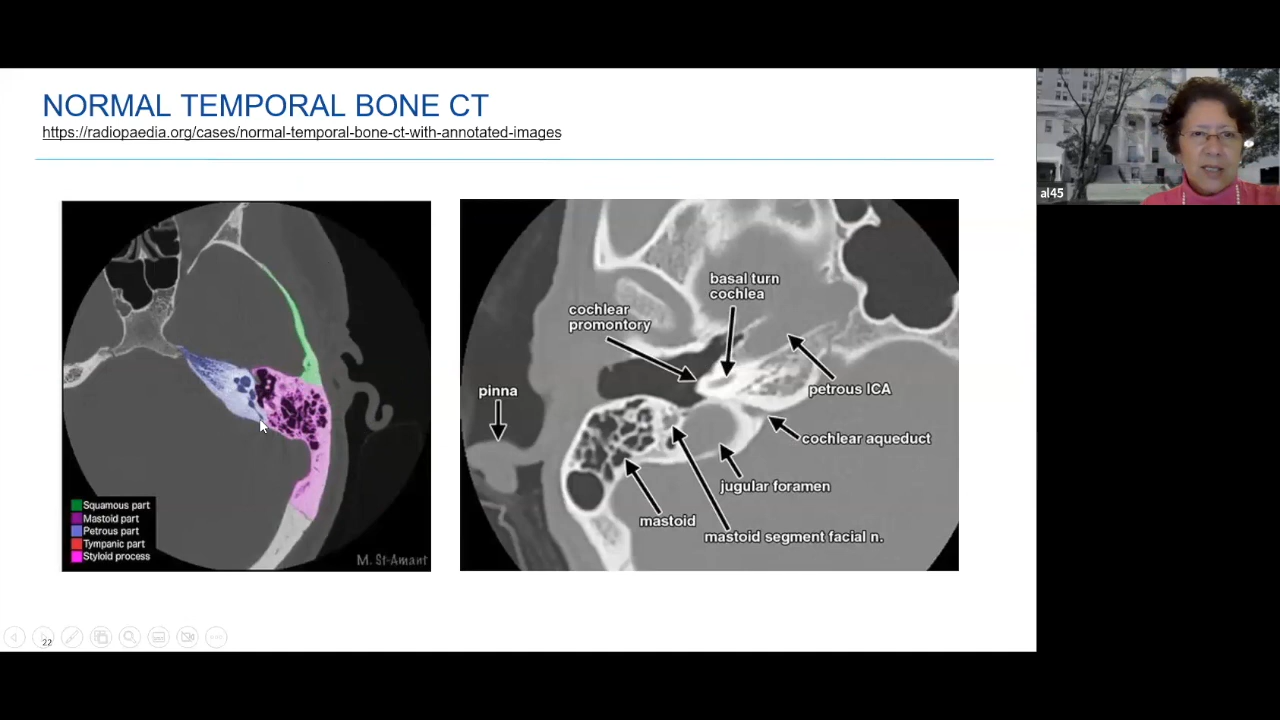 NORMAL TEMPORAL BONE CT
https://radiopaedia.org/cases/normal-temporal-bone-ct-with-annotated-images
al45
Squamous part
Mastoid part
Petrous part
Tympanic part
Styloid process
M. St-Amant
basal turn
cochlea
cochlear
promontory
pinna
petrous ICA
cochlear aqueduct
jugular foramen
mastoid
mastoid segment facial n.
22